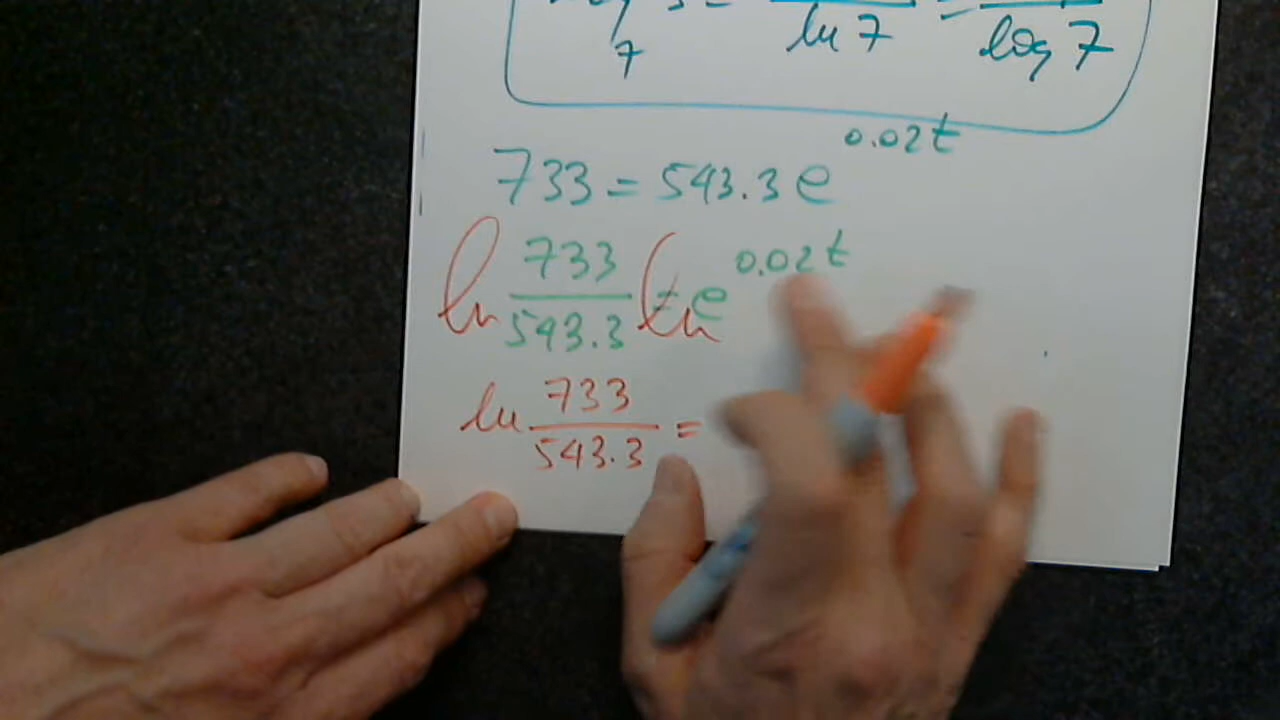 ln 7 = log 7
7
733 = 543.3 e^0.02t
ln 733/543.3 = ln e^0.02t
ln 733/543.3 =